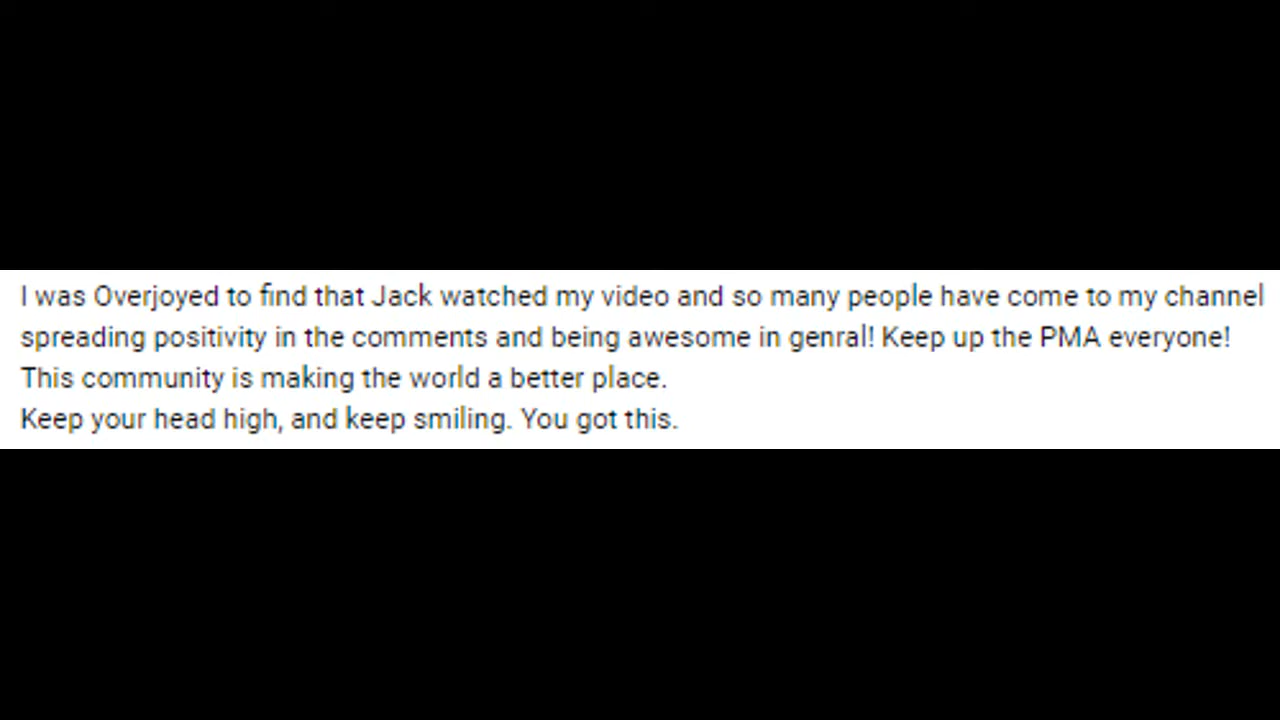 I was Overjoyed to find that Jack watched my video and so many people have come to my channel
spreading positivity in the comments and being awesome in genral! Keep up the PMA everyone!
This community is making the world a better place.
Keep your head high, and keep smiling. You got this.